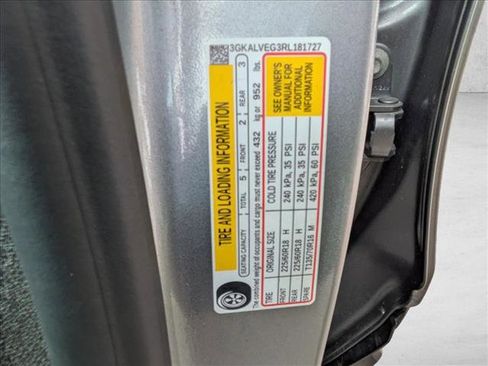 3GKALVEG3RL181727
TIRE AND LOADING INFORMATION
SEATING CAPACITY TOTAL 5 FRONT 2 REAR 3
The combined weight of occupants and cargo must never exceed 432 kg or 952 lbs.
TIRE ORIGINAL SIZE COLD TIRE PRESSURE
FRONT 225/60R18 H 240 kPa, 35 PSI
REAR 225/60R18 H 240 kPa, 35 PSI
SPARE T135/70R16 M 420 kPa, 60 PSI
SEE OWNER'S
MANUAL FOR
ADDITIONAL
INFORMATION